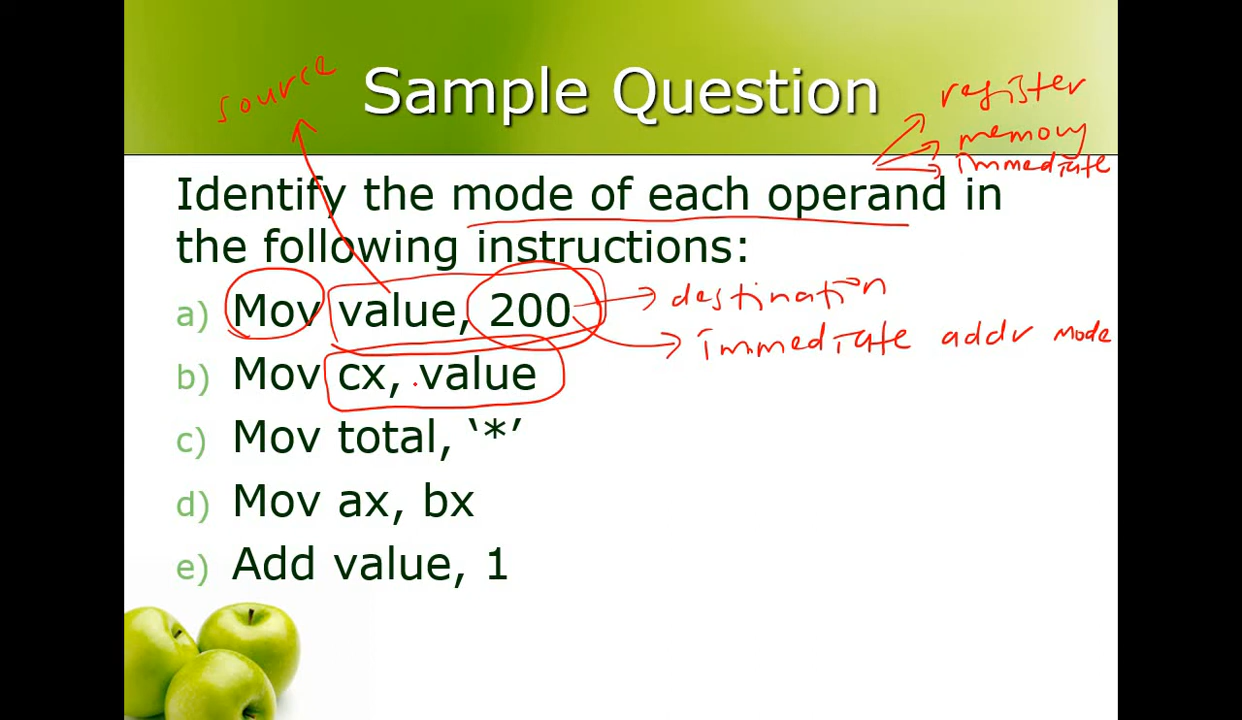 source
Sample Question
register
memory
immediate
Identify the mode of each operand in
the following instructions:
a) Mov value, 200
destination
immediate addr mode
b) Mov cx, value
c) Mov total, ‘*’
d) Mov ax, bx
e) Add value, 1